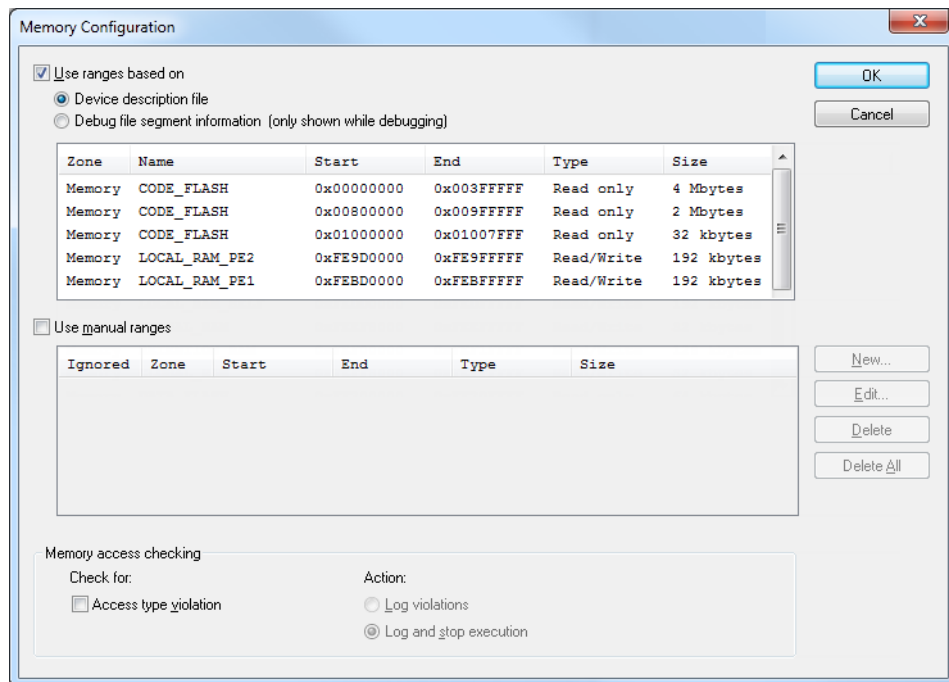 Memory Configuration
Use ranges based on
OK
Device description file
Debug file segment information (only shown while debugging)
Cancel
Zone Name Start End Type Size
Memory CODE_FLASH 0x00000000 0x003FFFFF Read only 4 Mbytes
Memory CODE_FLASH 0x00800000 0x009FFFFF Read only 2 Mbytes
Memory CODE_FLASH 0x01000000 0x01007FFF Read only 32 kbytes
Memory LOCAL_RAM_PE2 0xFE9D0000 0xFE9FFFFF Read/Write 192 kbytes
Memory LOCAL_RAM_PE1 0xFEBD0000 0xFEBFFFFF Read/Write 192 kbytes
Use manual ranges
Ignored Zone Start End Type Size
New...
Edit...
Delete
Delete All
Memory access checking
Check for: Action:
Access type violation Log violations
Log and stop execution